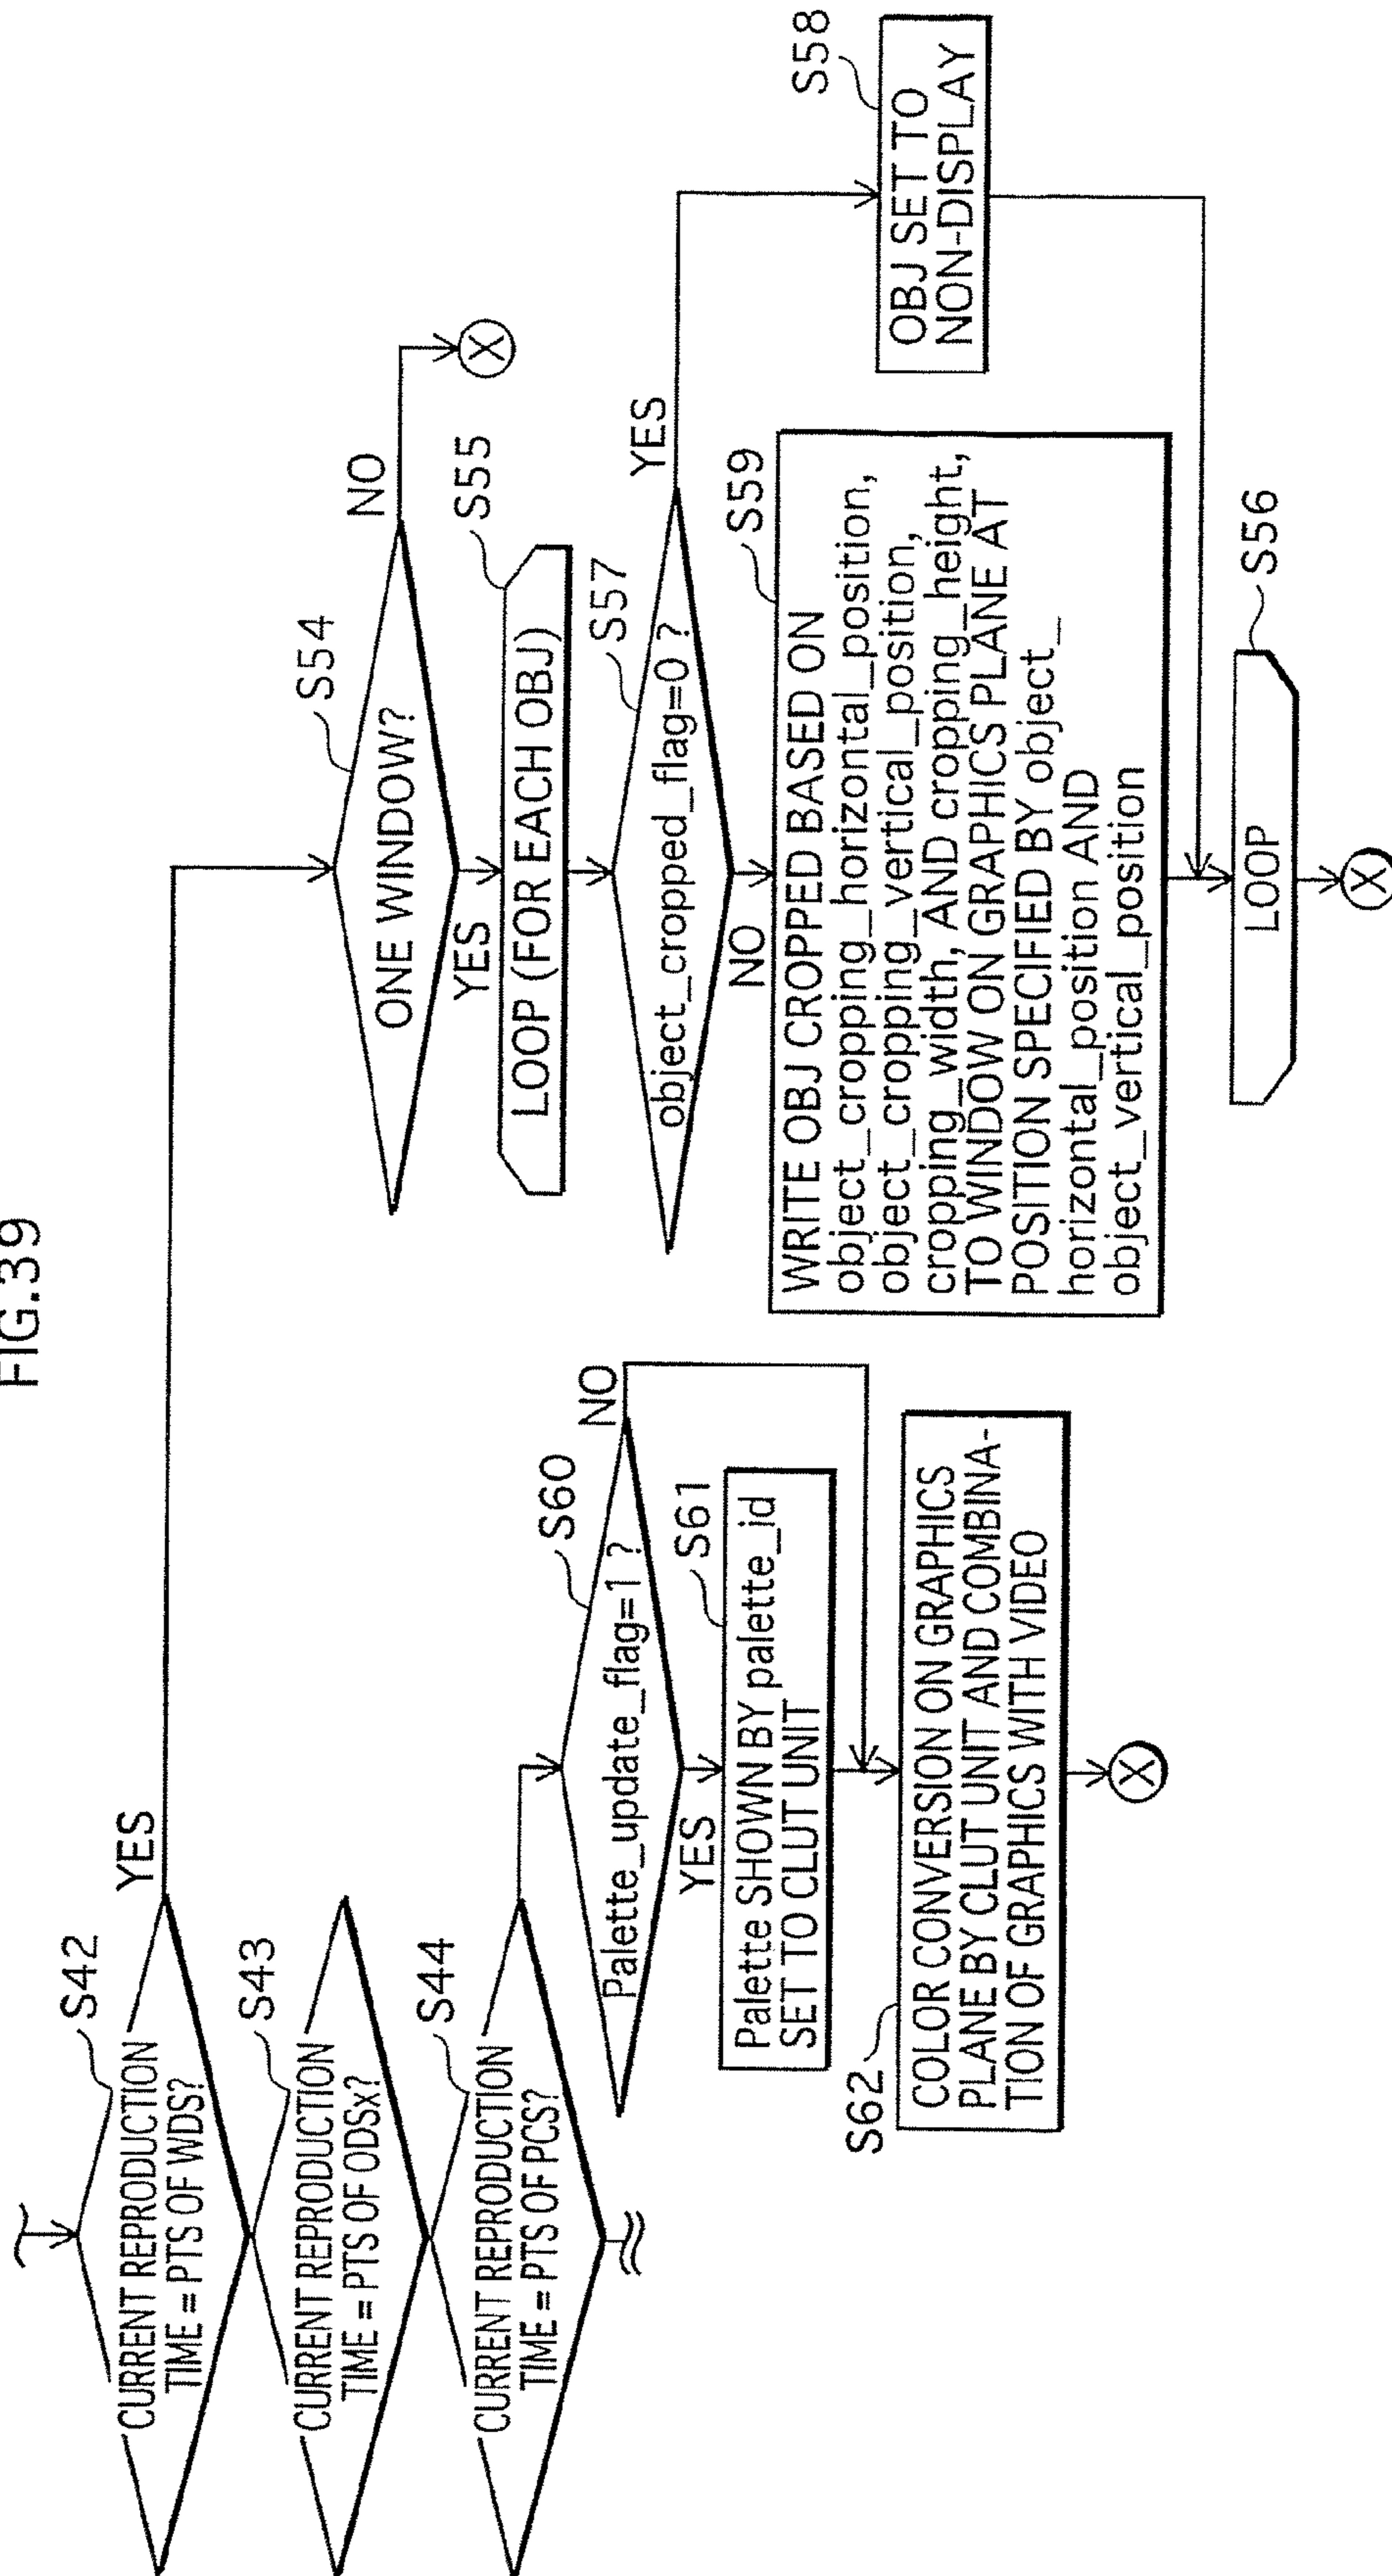 FIG.39
S42
CURRENT REPRODUCTION
TIME = PTS OF WDS?
YES
S43
CURRENT REPRODUCTION
TIME = PTS OF ODSx?
S44
CURRENT REPRODUCTION
TIME = PTS OF PCS?
S60
Palette_update_flag=1 ?
NO
YES
S61
Palette SHOWN BY palette_id
SET TO CLUT UNIT
S62
COLOR CONVERSION ON GRAPHICS
PLANE BY CLUT UNIT AND COMBINA-
TION OF GRAPHICS WITH VIDEO
X
S54
ONE WINDOW?
NO
X
YES
S55
LOOP (FOR EACH OBJ)
S57
object_cropped_flag=0 ?
YES
NO
S58
OBJ SET TO
NON-DISPLAY
S59
WRITE OBJ CROPPED BASED ON
object_cropping_horizontal_position,
object_cropping_vertical_position,
cropping_width, AND cropping_height,
TO WINDOW ON GRAPHICS PLANE AT
POSITION SPECIFIED BY object_
horizontal_position AND
object_vertical_position
S56
LOOP
X